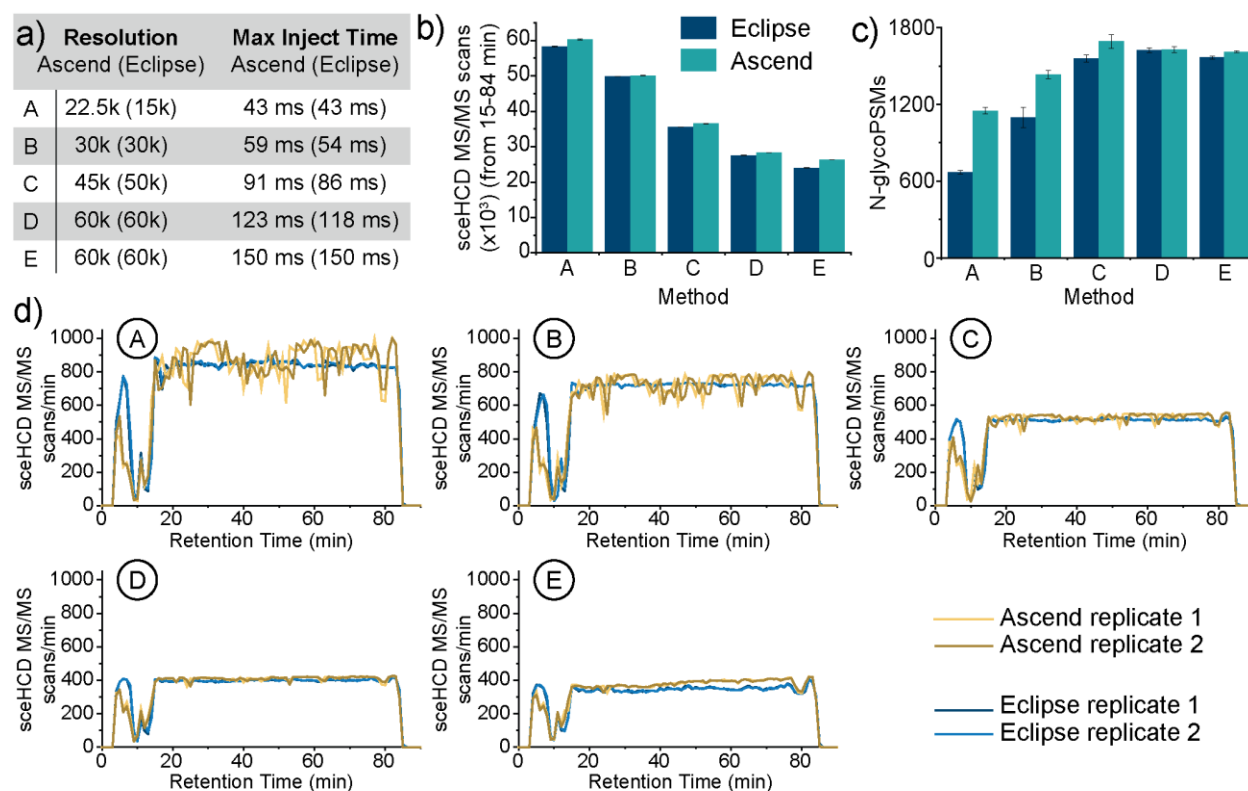 a)
Resolution Max Inject Time
Ascend (Eclipse) Ascend (Eclipse)
A 22.5k (15k) 43 ms (43 ms)
B 30k (30k) 59 ms (54 ms)
C 45k (50k) 91 ms (86 ms)
D 60k (60k) 123 ms (118 ms)
E 60k (60k) 150 ms (150 ms)
b)
sceHCD MS/MS scans
(x10³) (from 15-84 min)
60
50
40
30
20
10
0
Eclipse
Ascend
A B C D E
Method
c)
N-glycoPSMs
1800
1200
600
0
A B C D E
Method
d)
A
sceHCD MS/MS
scans/min
1000
800
600
400
200
0
0 20 40 60 80
Retention Time (min)
B
sceHCD MS/MS
scans/min
1000
800
600
400
200
0
0 20 40 60 80
Retention Time (min)
C
sceHCD MS/MS
scans/min
1000
800
600
400
200
0
0 20 40 60 80
Retention Time (min)
D
sceHCD MS/MS
scans/min
1000
800
600
400
200
0
0 20 40 60 80
Retention Time (min)
E
sceHCD MS/MS
scans/min
1000
800
600
400
200
0
0 20 40 60 80
Retention Time (min)
Ascend replicate 1
Ascend replicate 2
Eclipse replicate 1
Eclipse replicate 2